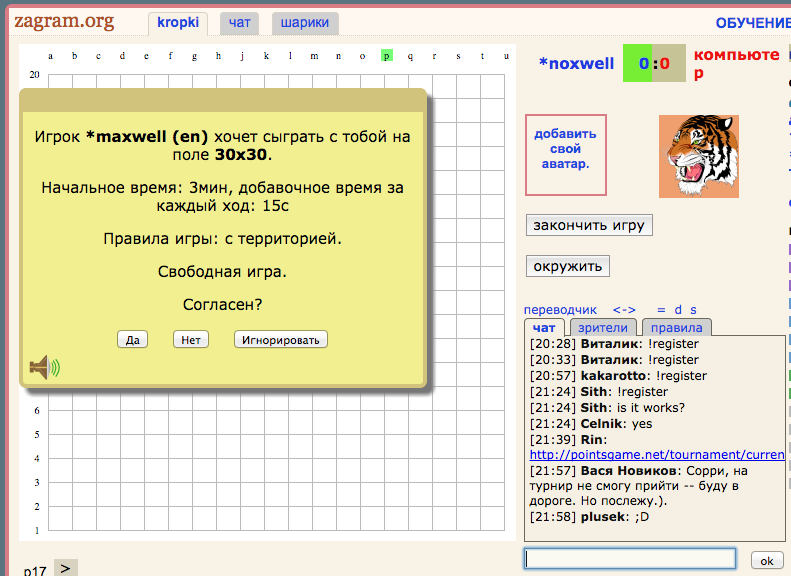 zagram.org
kropki
чат
шарики
ОБУЧЕНИЕ
a b c d e f g h i j k l m n o p q r s t u
20
Игрок *maxwell (en) хочет сыграть с тобой на
поле 30x30.
Начальное время: 3мин, добавочное время за
каждый ход: 15с
Правила игры: с территорией.
Свободная игра.
Согласен?
Да Нет Игнорировать
6
5
4
3
2
1
p17 >
*noxwell 0:0 компьюте
р
добавить
свой
аватар.
закончить игру
окружить
переводчик <-> = d s
чат зрители правила
[20:28] Виталик: !register
[20:33] Виталик: !register
[20:57] kakarotto: !register
[21:24] Sith: !register
[21:24] Sith: is it works?
[21:24] Celnik: yes
[21:39] Rin:
http://pointsgame.net/tournament/curren
[21:57] Вася Новиков: Сорри, на
турнир не смогу прийти -- буду в
дороге. Но послежу.).
[21:58] plusek: ;D
ok